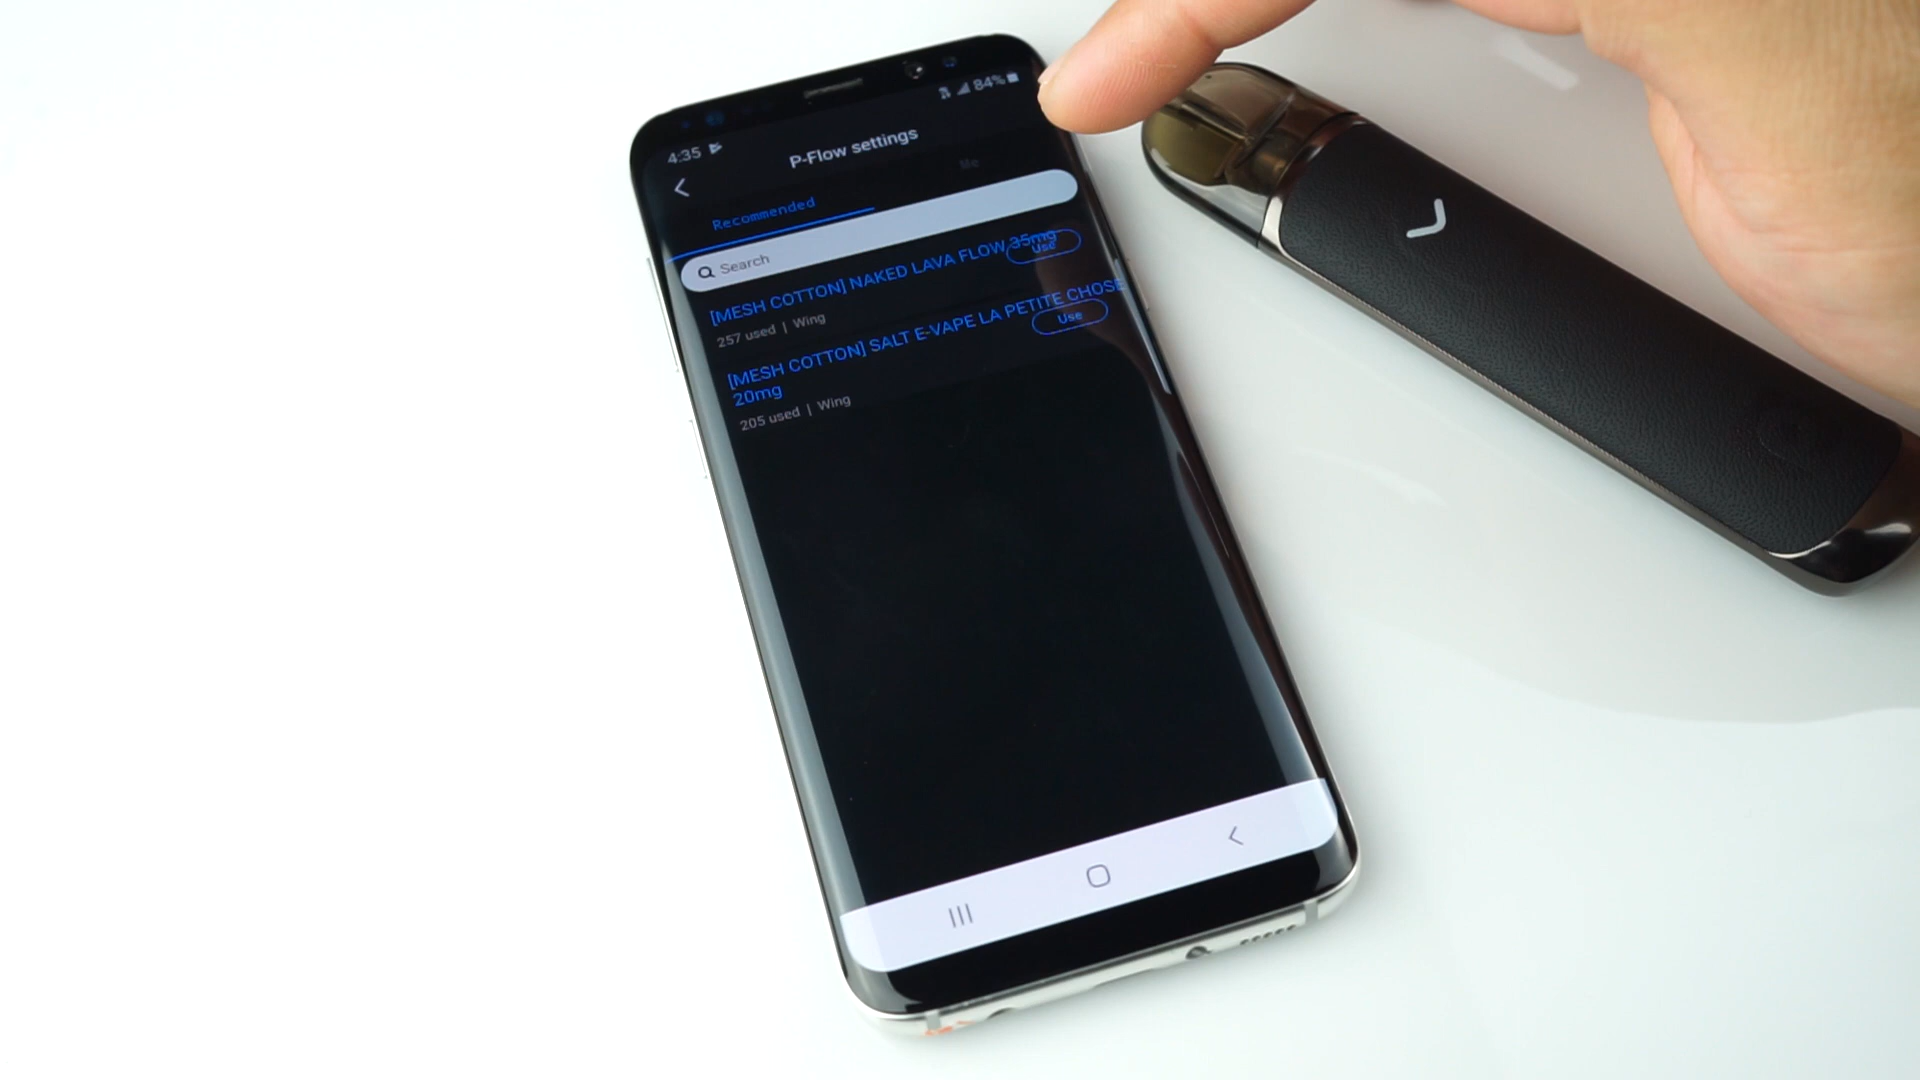 4:35
84%
P-Flow settings
Recommended
Me
Search
[MESH COTTON] NAKED LAVA FLOW 35mg
Use
257 used | Wing
[MESH COTTON] SALT E-VAPE LA PETITE CHOSE
20mg
Use
205 used | Wing